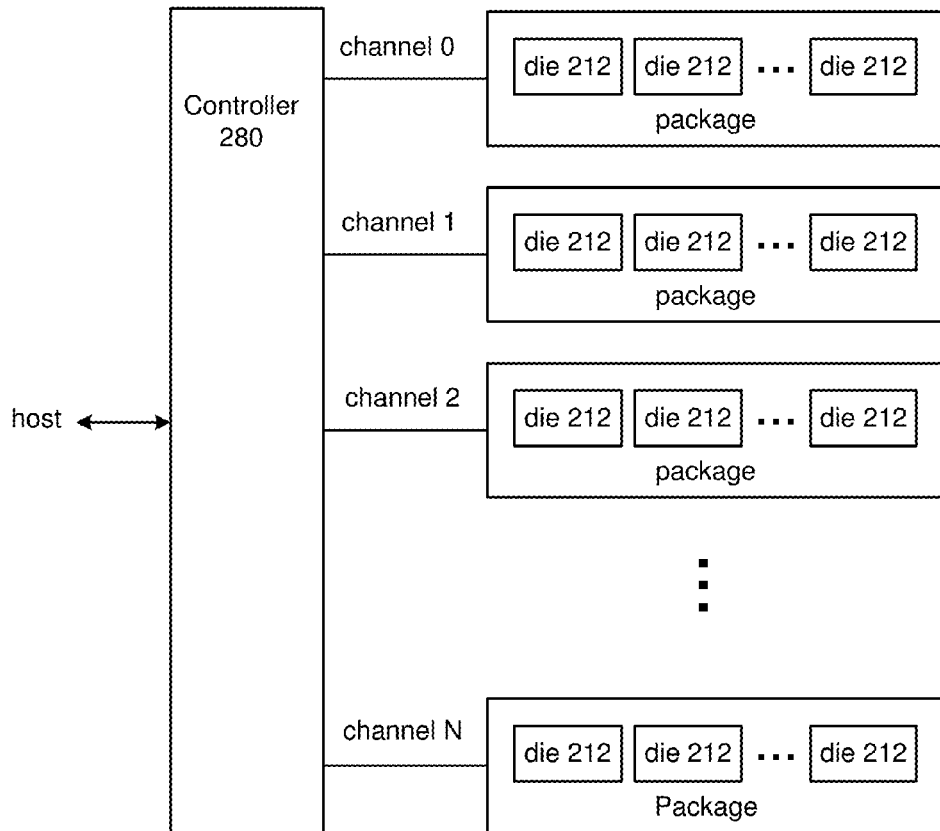 channel 0
die 212 die 212 ... die 212
package
Controller
280
channel 1
die 212 die 212 ... die 212
package
host
channel 2
die 212 die 212 ... die 212
package
channel N
die 212 die 212 ... die 212
Package